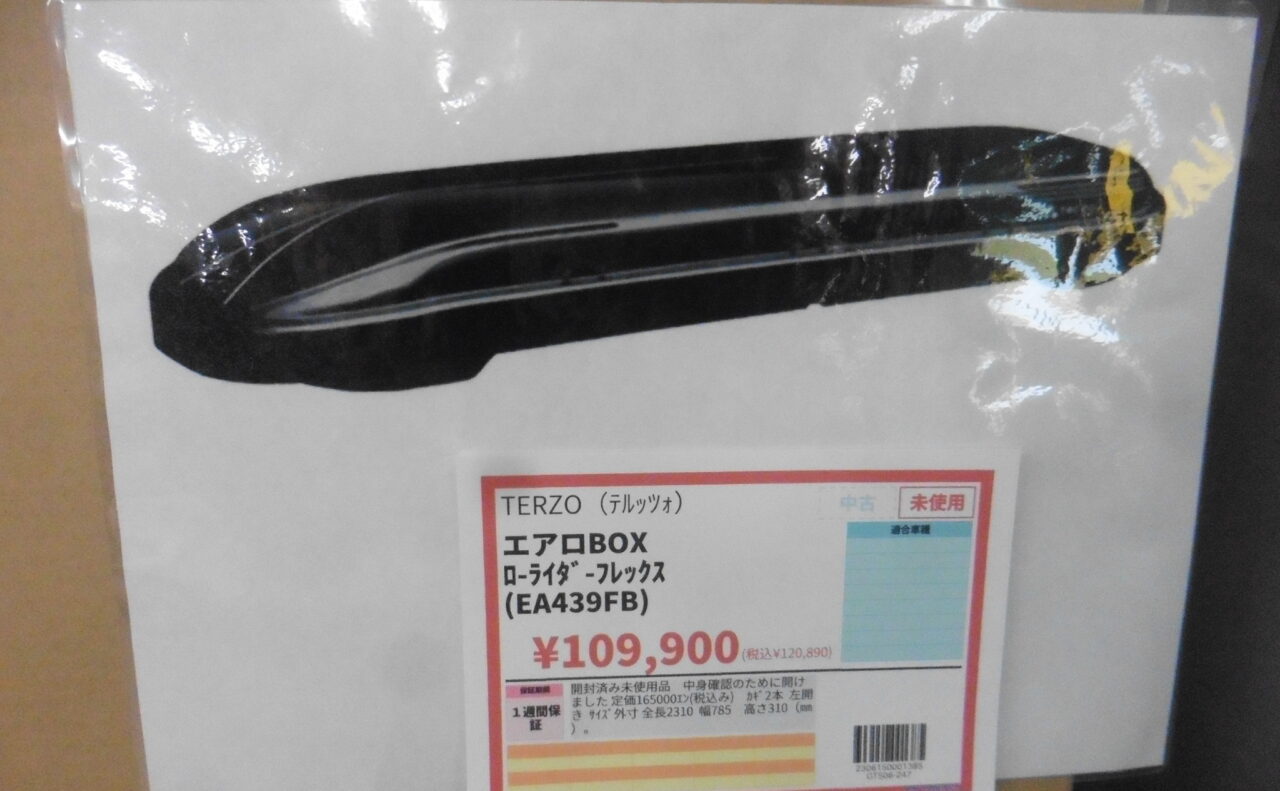 TERZO (テルッツォ)
中古
未使用
エアロBOX
ﾛｰﾗｲﾀﾞｰﾌﾚｯｸｽ
(EA439FB)
適合車種
¥109,900 (税込¥120,890)
保証期間
1週間保
証
開封済み未使用品 中身確認のために開け
ました 定価165000ｴﾝ(税込み) ｶｷﾞ2本 左開
き ｻｲｽﾞ外寸 全長2310 幅785 高さ310 (㎜
)。
2306150001385
GTS06-247